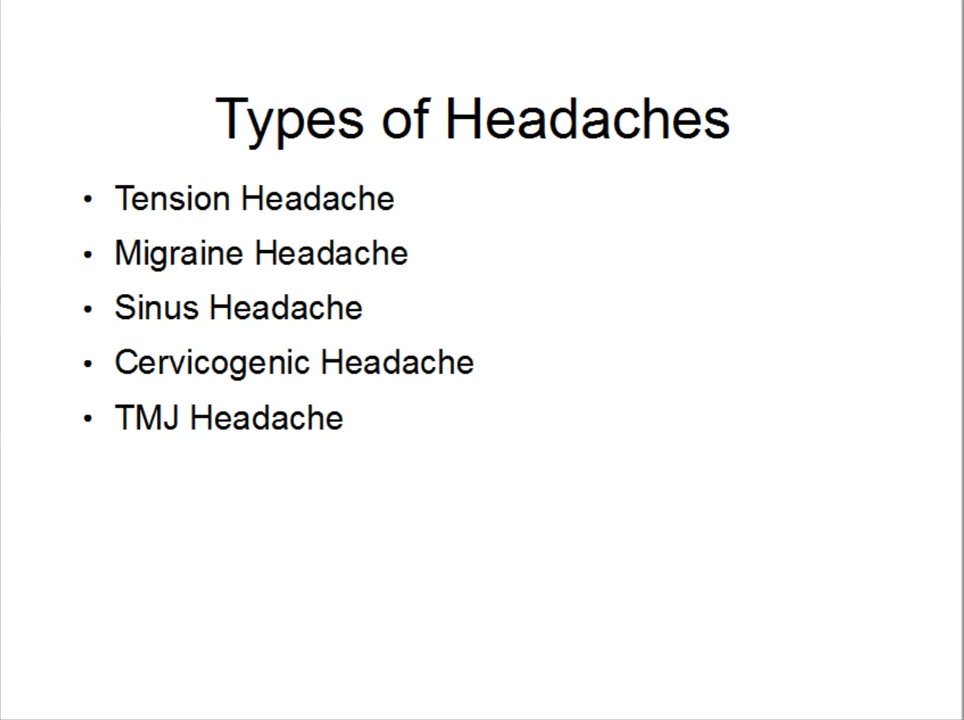 Types of Headaches
• Tension Headache
• Migraine Headache
• Sinus Headache
• Cervicogenic Headache
• TMJ Headache